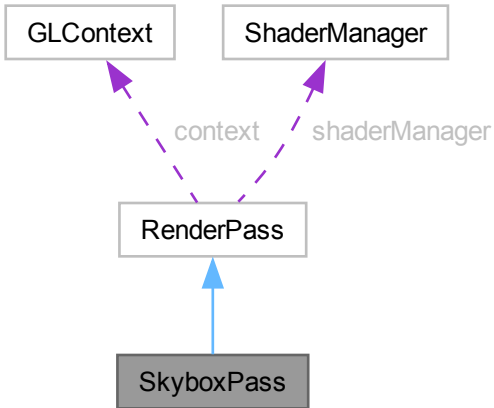 GLContext
ShaderManager
context
shaderManager
RenderPass
SkyboxPass